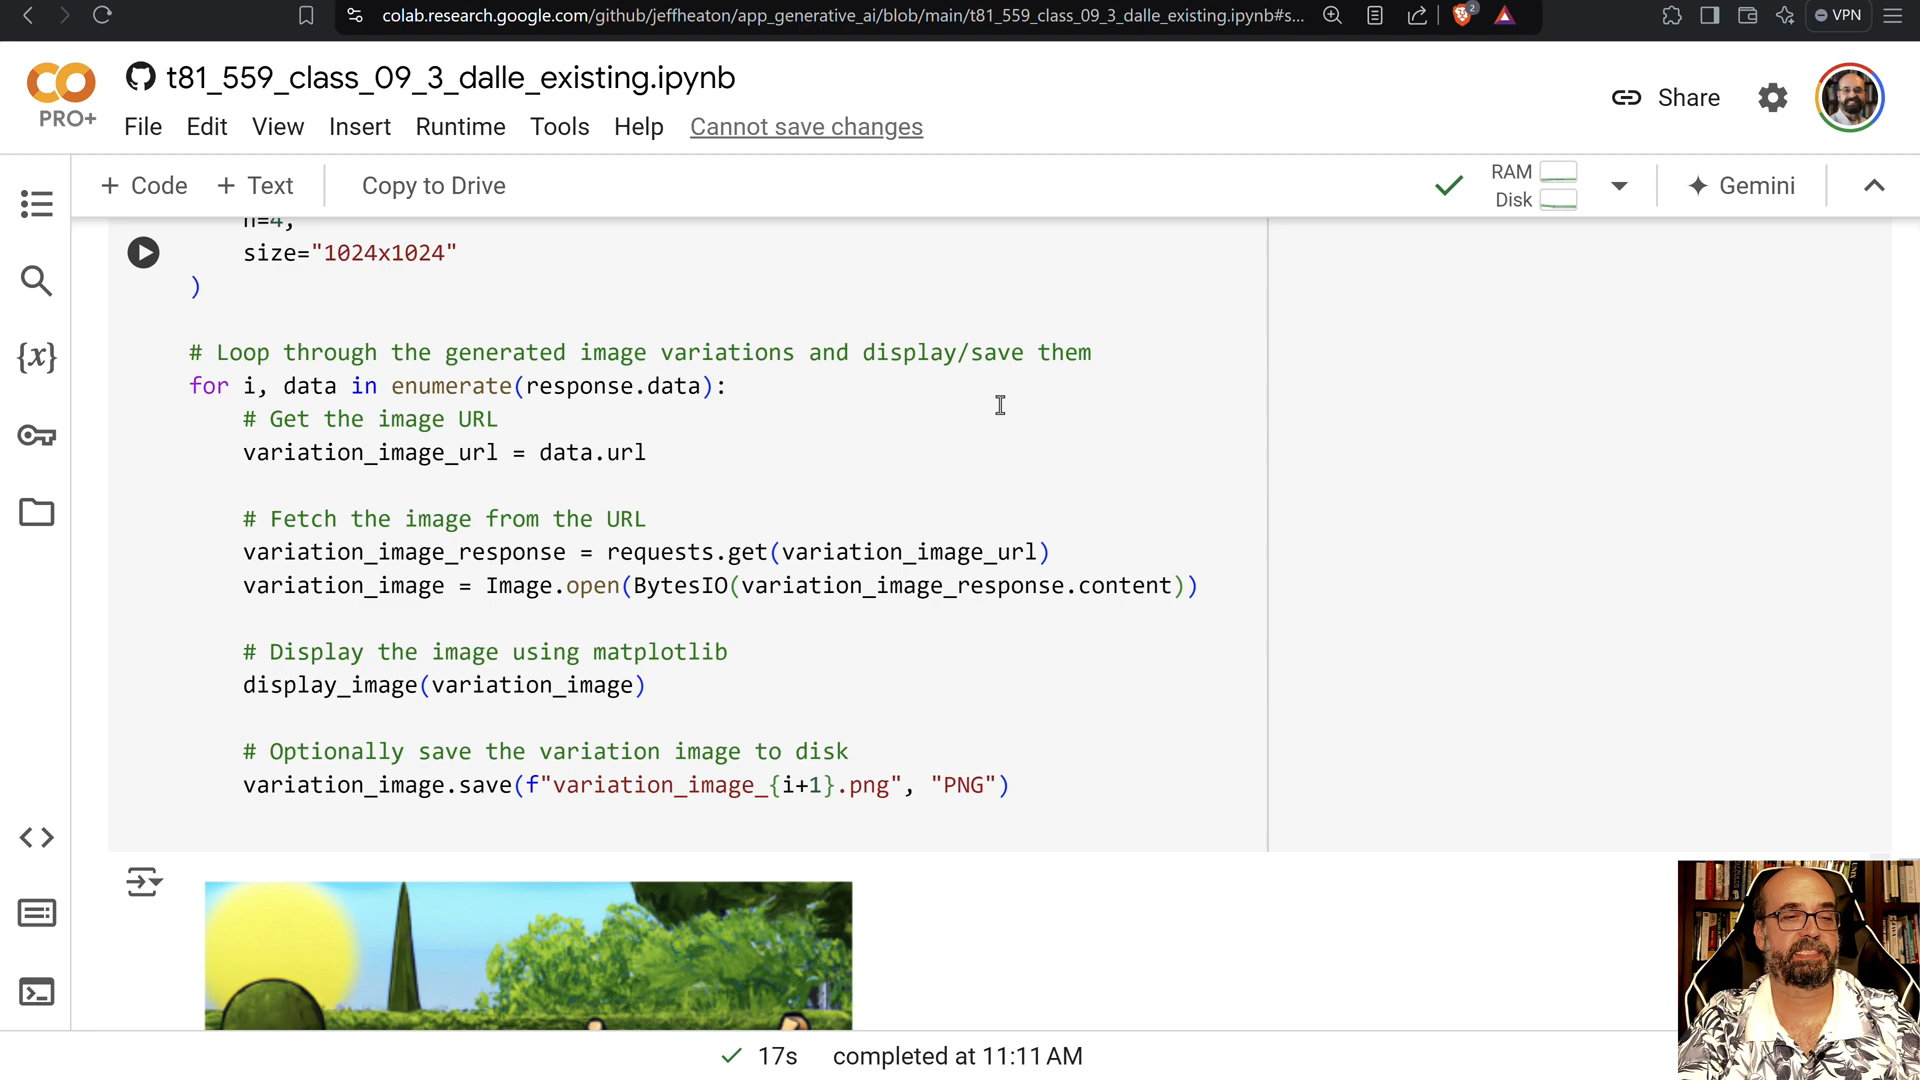 colab.research.google.com/github/jeffheaton/app_generative_ai/blob/main/t81_559_class_09_3_dalle_existing.ipynb#s...
2
VPN
CO
PRO+
t81_559_class_09_3_dalle_existing.ipynb
File Edit View Insert Runtime Tools Help Cannot save changes
Share
+ Code + Text Copy to Drive
RAM
Disk
Gemini
{x}
n=4,
size="1024x1024"
)
# Loop through the generated image variations and display/save them
for i, data in enumerate(response.data):
# Get the image URL
variation_image_url = data.url
# Fetch the image from the URL
variation_image_response = requests.get(variation_image_url)
variation_image = Image.open(BytesIO(variation_image_response.content))
# Display the image using matplotlib
display_image(variation_image)
# Optionally save the variation image to disk
variation_image.save(f"variation_image_{i+1}.png", "PNG")
17s completed at 11:11 AM